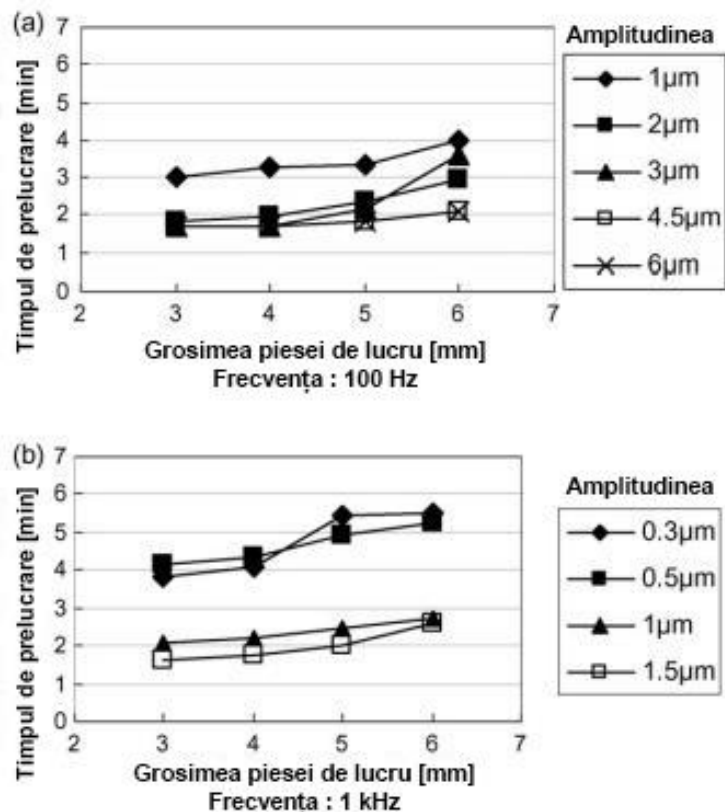 (a)
Timpul de prelucrare [min]
7
6
5
4
3
2
1
0
2 3 4 5 6 7
Grosimea piesei de lucru [mm]
Frecvența : 100 Hz
Amplitudinea
1µm
2µm
3µm
4.5µm
6µm
(b)
Timpul de prelucrare [min]
7
6
5
4
3
2
1
0
2 3 4 5 6 7
Grosimea piesei de lucru [mm]
Frecventa : 1 kHz
Amplitudinea
0.3µm
0.5µm
1µm
1.5µm